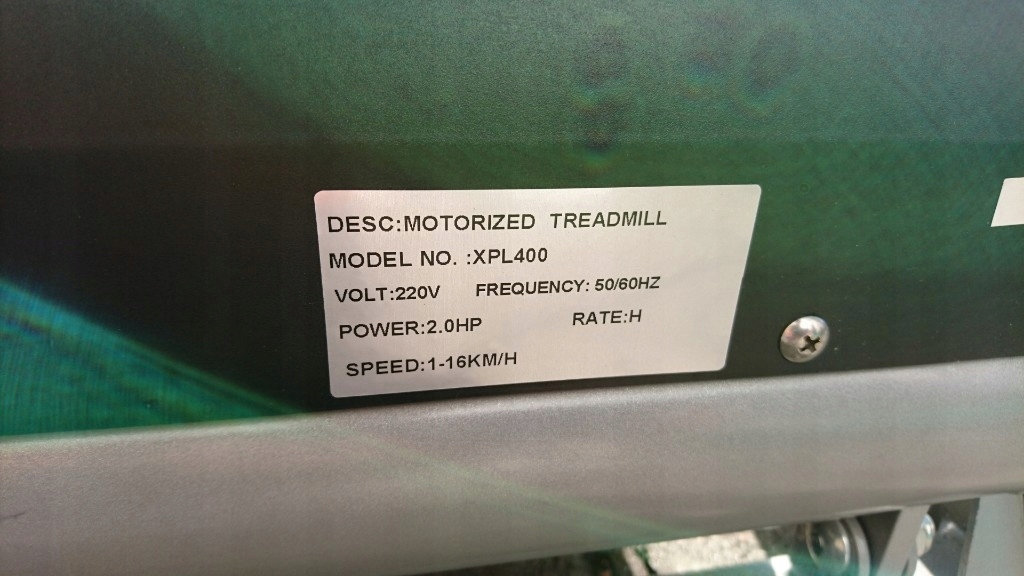 DESC:MOTORIZED TREADMILL
MODEL NO. :XPL400
VOLT:220V FREQUENCY: 50/60HZ
POWER:2.0HP RATE:H
SPEED:1-16KM/H